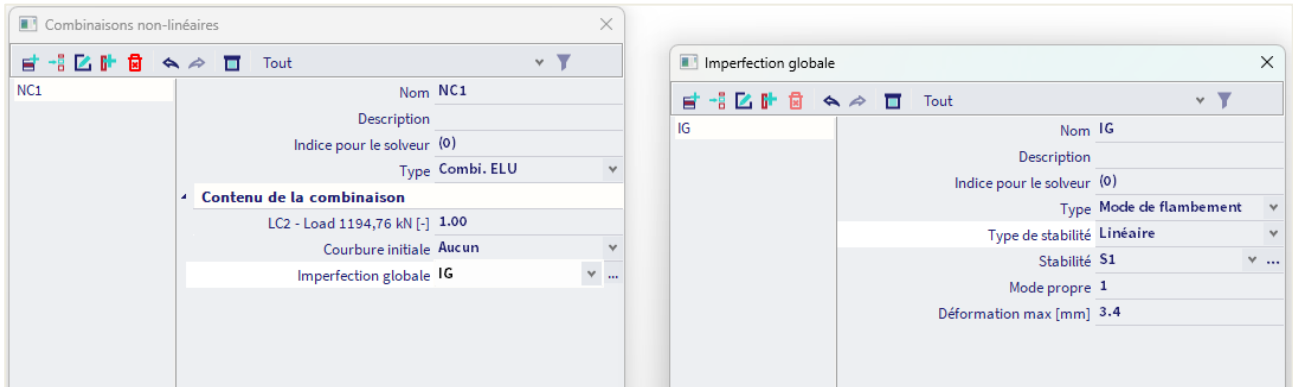 Combinaisons non-linéaires
Tout
NC1
Nom NC1
Description
Indice pour le solveur (0)
Type Combi. ELU
Contenu de la combinaison
LC2 - Load 1194,76 kN [-] 1.00
Courbure initiale Aucun
Imperfection globale IG ...
Imperfection globale
Tout
IG
Nom IG
Description
Indice pour le solveur (0)
Type Mode de flambement
Type de stabilité Linéaire
Stabilité S1 ...
Mode propre 1
Déformation max [mm] 3.4